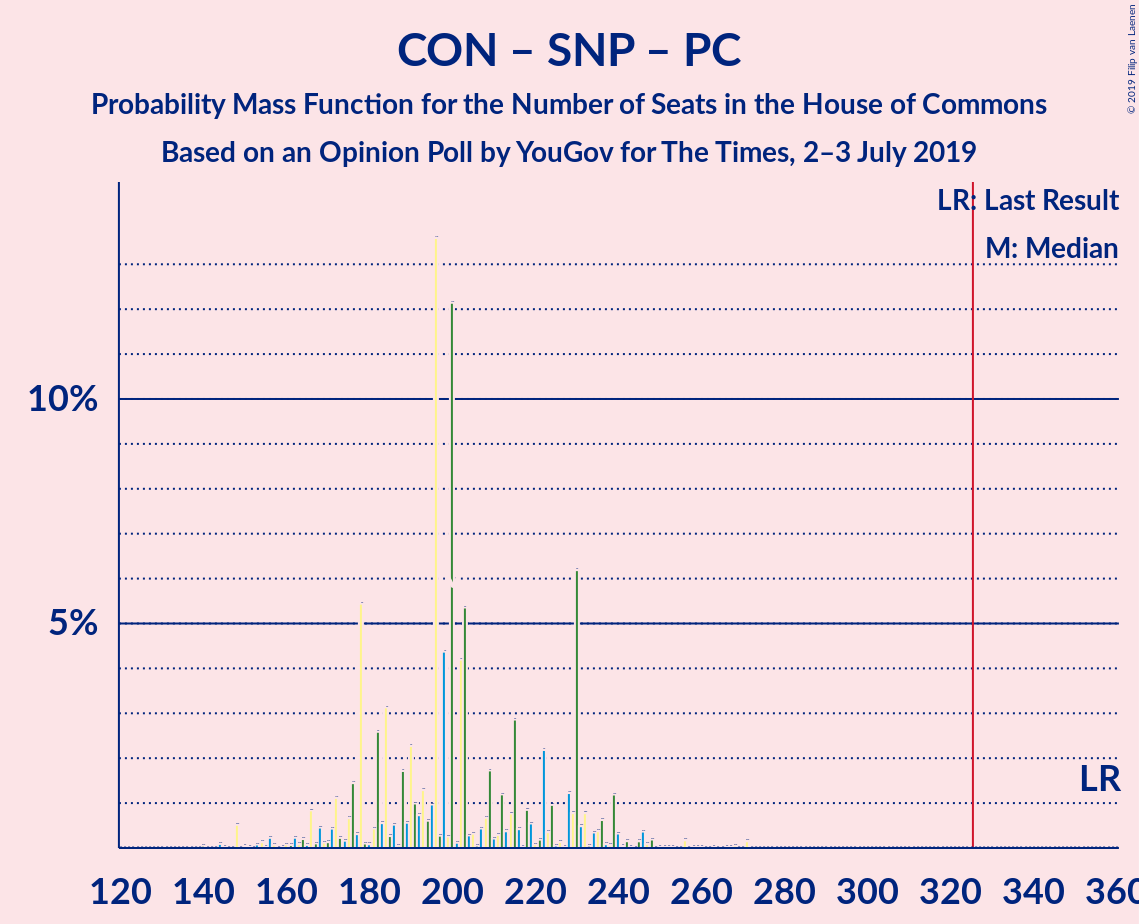 CON – SNP – PC
Probability Mass Function for the Number of Seats in the House of Commons
Based on an Opinion Poll by YouGov for The Times, 2–3 July 2019
© 2019 Filip van Laenen
LR: Last Result
M: Median
10%
5%
LR
120 140 160 180 200 220 240 260 280 300 320 340 360